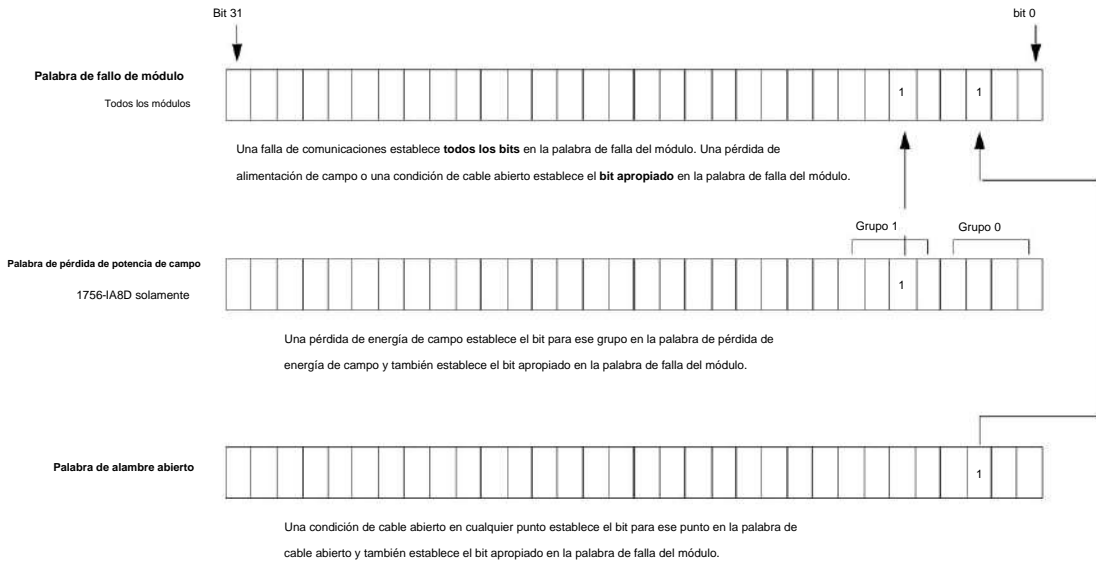 Bit 31
bit 0
Palabra de fallo de módulo
Todos los módulos
1
1
Una falla de comunicaciones establece todos los bits en la palabra de falla del módulo. Una pérdida de
alimentación de campo o una condición de cable abierto establece el bit apropiado en la palabra de falla del módulo.
Grupo 1
Grupo 0
Palabra de pérdida de potencia de campo
1756-IA8D solamente
1
Una pérdida de energía de campo establece el bit para ese grupo en la palabra de pérdida de
energía de campo y también establece el bit apropiado en la palabra de falla del módulo.
Palabra de alambre abierto
1
Una condición de cable abierto en cualquier punto establece el bit para ese punto en la palabra de
cable abierto y también establece el bit apropiado en la palabra de falla del módulo.